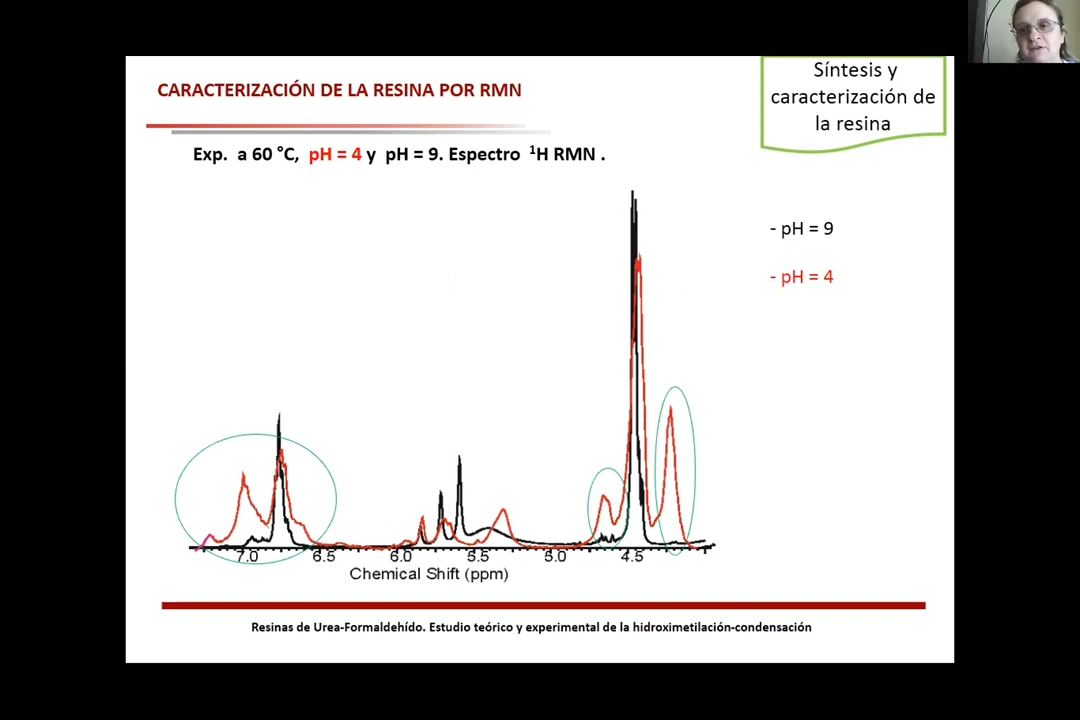 CARACTERIZACIÓN DE LA RESINA POR RMN
Síntesis y
caracterización de
la resina
Exp. a 60 °C, pH = 4 y pH = 9. Espectro ¹H RMN .
- pH = 9
- pH = 4
7.0 6.5 6.0 5.5 5.0 4.5
Chemical Shift (ppm)
Resinas de Urea-Formaldehído. Estudio teórico y experimental de la hidroximetilación-condensación